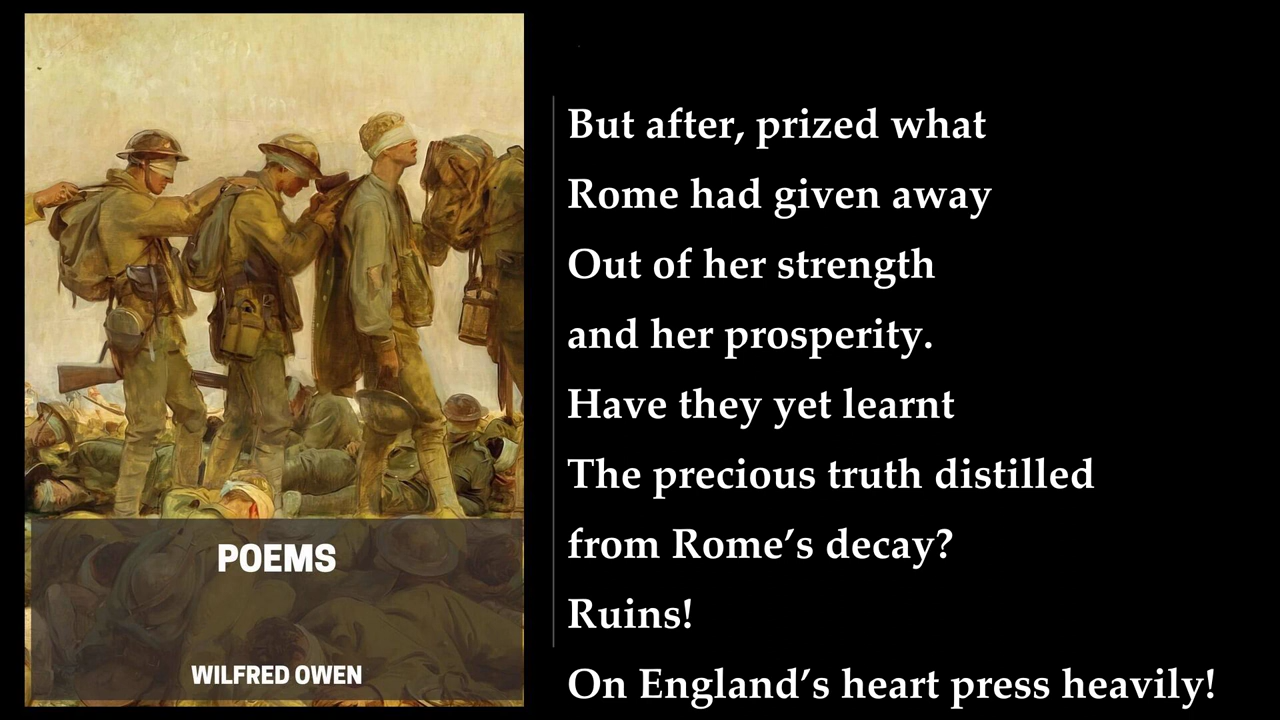 POEMS
WILFRED OWEN
But after, prized what
Rome had given away
Out of her strength
and her prosperity.
Have they yet learnt
The precious truth distilled
from Rome’s decay?
Ruins!
On England’s heart press heavily!